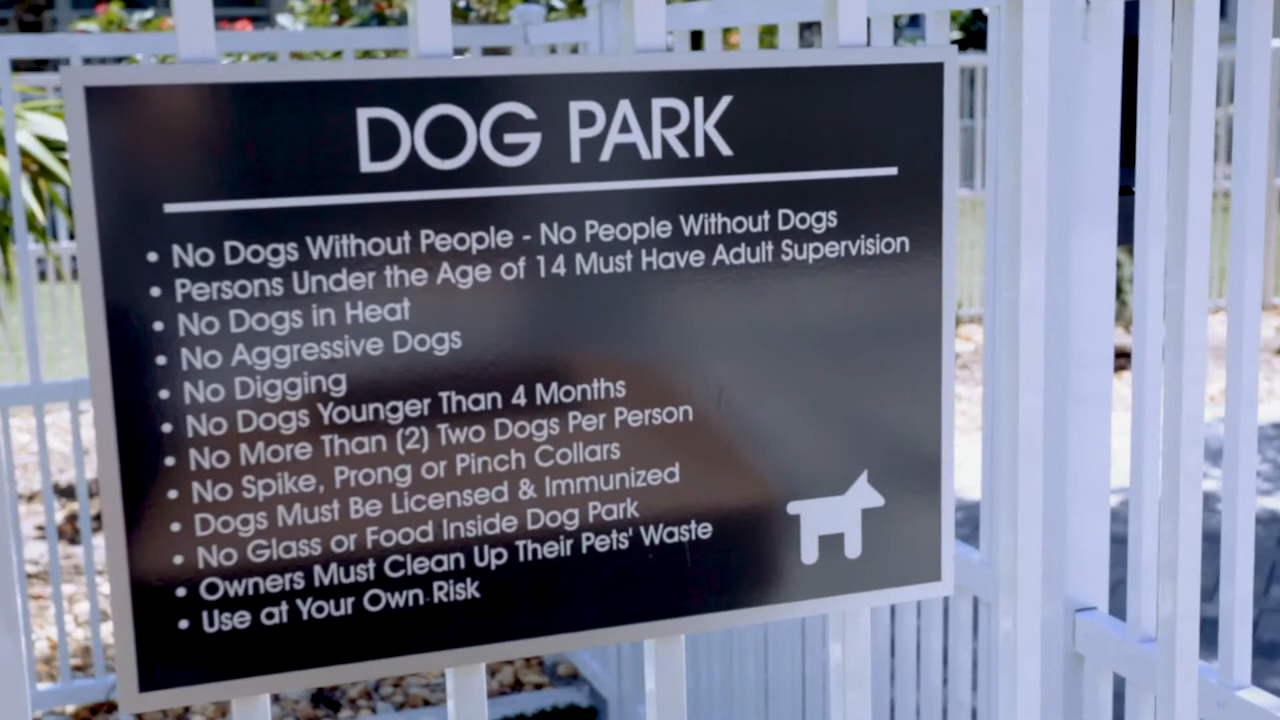 DOG PARK
• No Dogs Without People - No People Without Dogs
• Persons Under the Age of 14 Must Have Adult Supervision
• No Dogs in Heat
• No Aggressive Dogs
• No Digging
• No Dogs Younger Than 4 Months
• No More Than (2) Two Dogs Per Person
• No Spike, Prong or Pinch Collars
• Dogs Must Be Licensed & Immunized
• No Glass or Food Inside Dog Park
• Owners Must Clean Up Their Pets' Waste
• Use at Your Own Risk